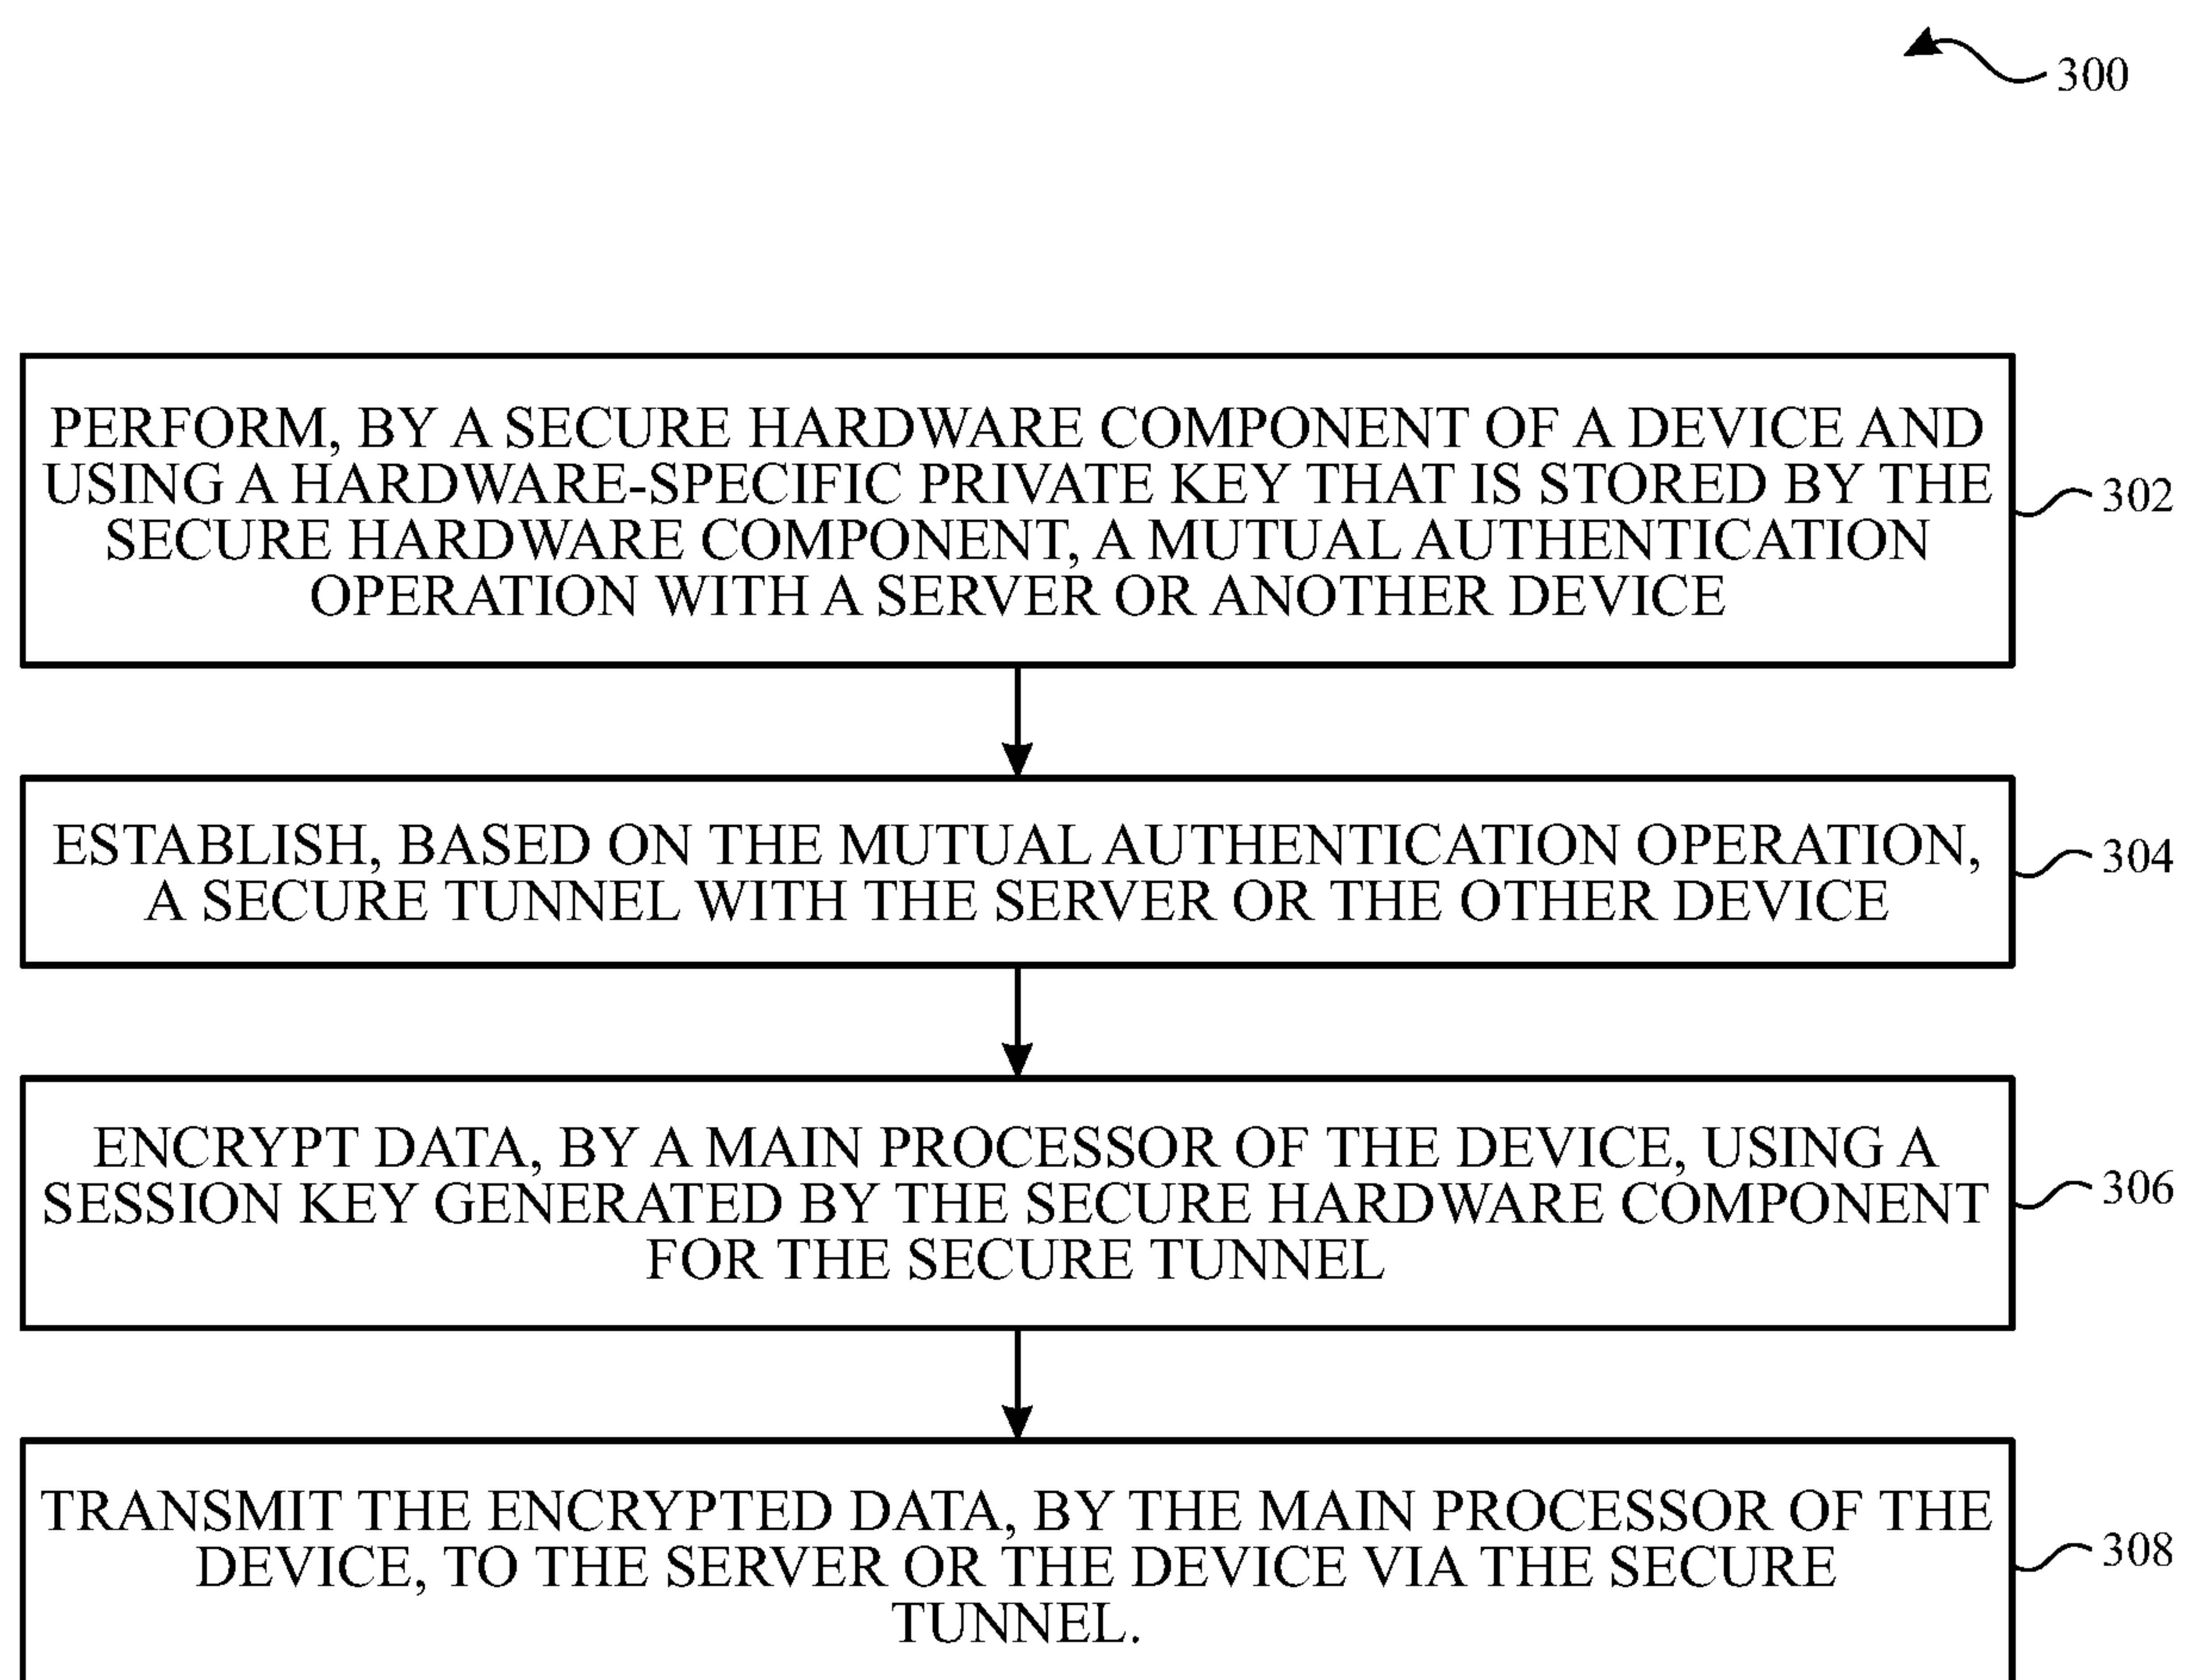 300
PERFORM, BY A SECURE HARDWARE COMPONENT OF A DEVICE AND
USING A HARDWARE-SPECIFIC PRIVATE KEY THAT IS STORED BY THE
SECURE HARDWARE COMPONENT, A MUTUAL AUTHENTICATION
OPERATION WITH A SERVER OR ANOTHER DEVICE
302
ESTABLISH, BASED ON THE MUTUAL AUTHENTICATION OPERATION,
A SECURE TUNNEL WITH THE SERVER OR THE OTHER DEVICE
304
ENCRYPT DATA, BY A MAIN PROCESSOR OF THE DEVICE, USING A
SESSION KEY GENERATED BY THE SECURE HARDWARE COMPONENT
FOR THE SECURE TUNNEL
306
TRANSMIT THE ENCRYPTED DATA, BY THE MAIN PROCESSOR OF THE
DEVICE, TO THE SERVER OR THE DEVICE VIA THE SECURE
TUNNEL.
308